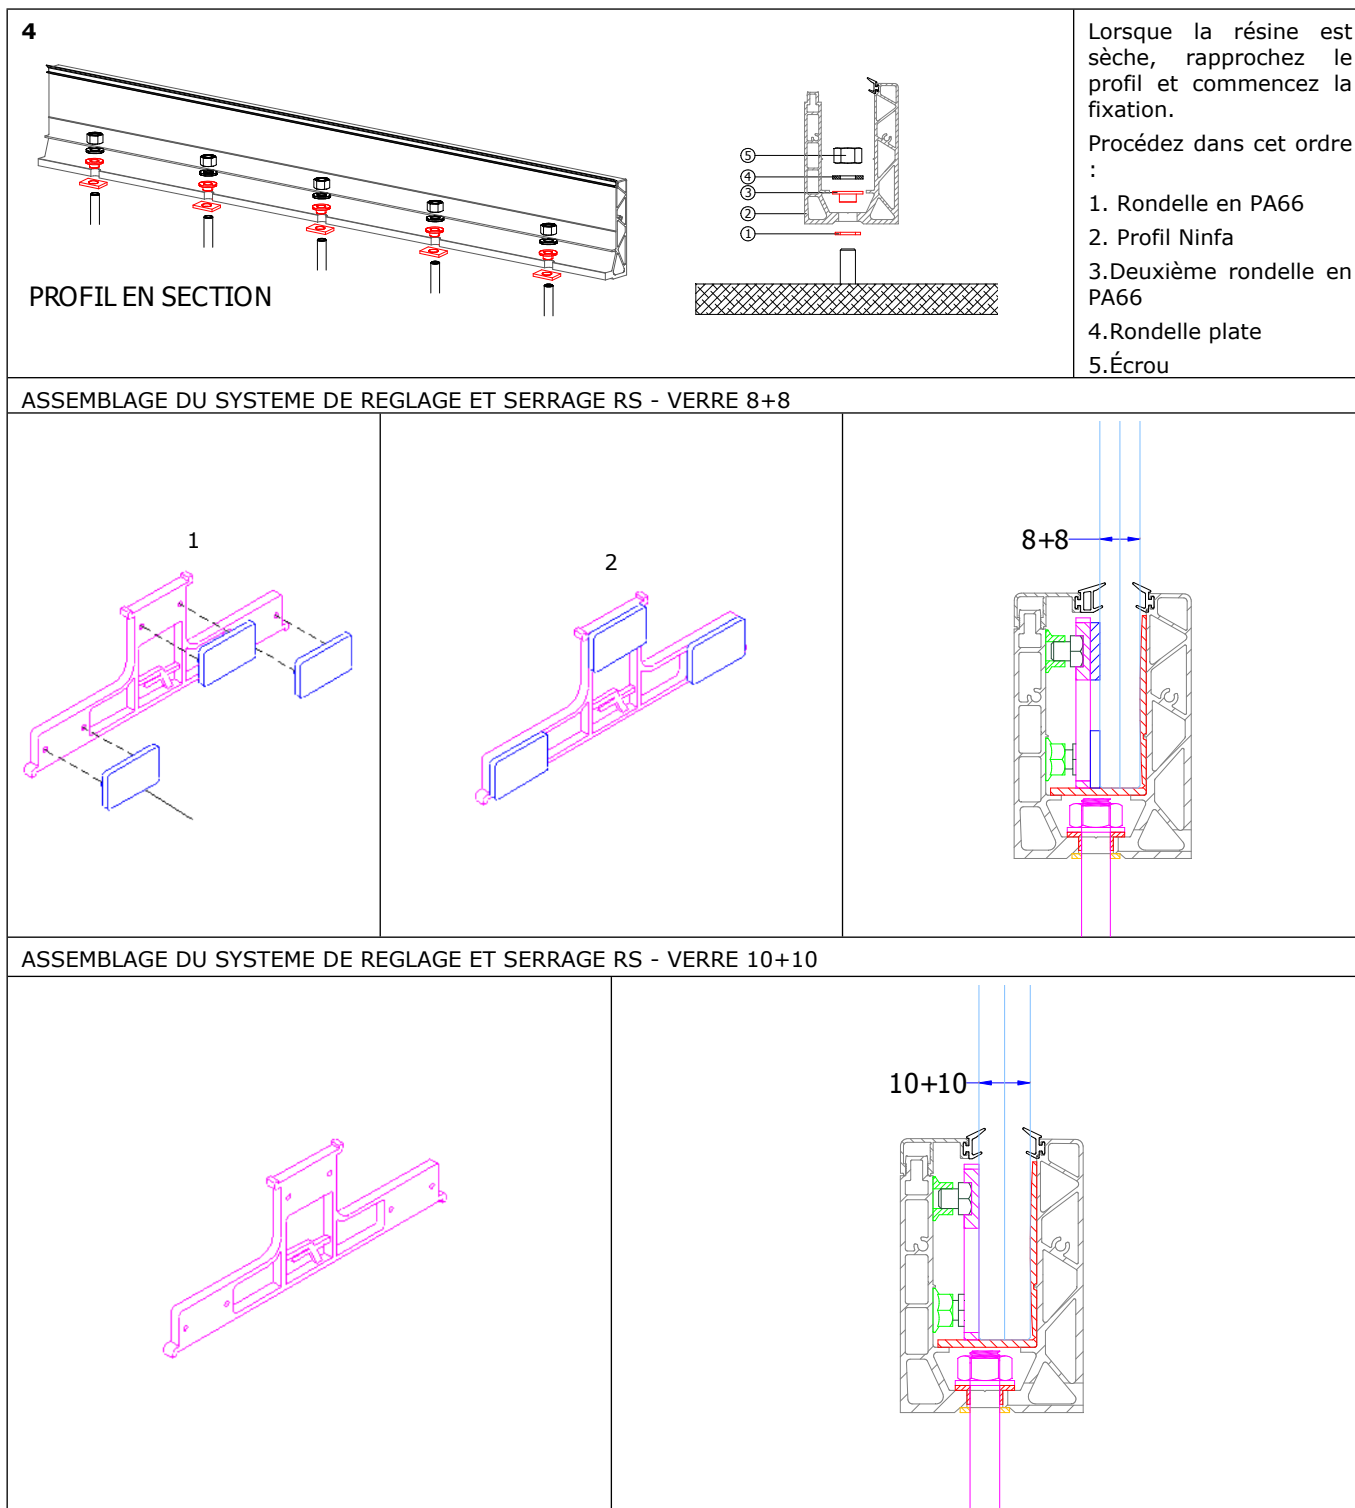 4
Lorsque la résine est
sèche, rapprochez le
profil et commencez la
fixation.
Procédez dans cet ordre
:
1. Rondelle en PA66
2. Profil Ninfa
3.Deuxième rondelle en
PA66
4.Rondelle plate
5.Écrou
5
4
3
2
1
PROFIL EN SECTION
ASSEMBLAGE DU SYSTEME DE REGLAGE ET SERRAGE RS - VERRE 8+8
1
2
8+8
ASSEMBLAGE DU SYSTEME DE REGLAGE ET SERRAGE RS - VERRE 10+10
10+10